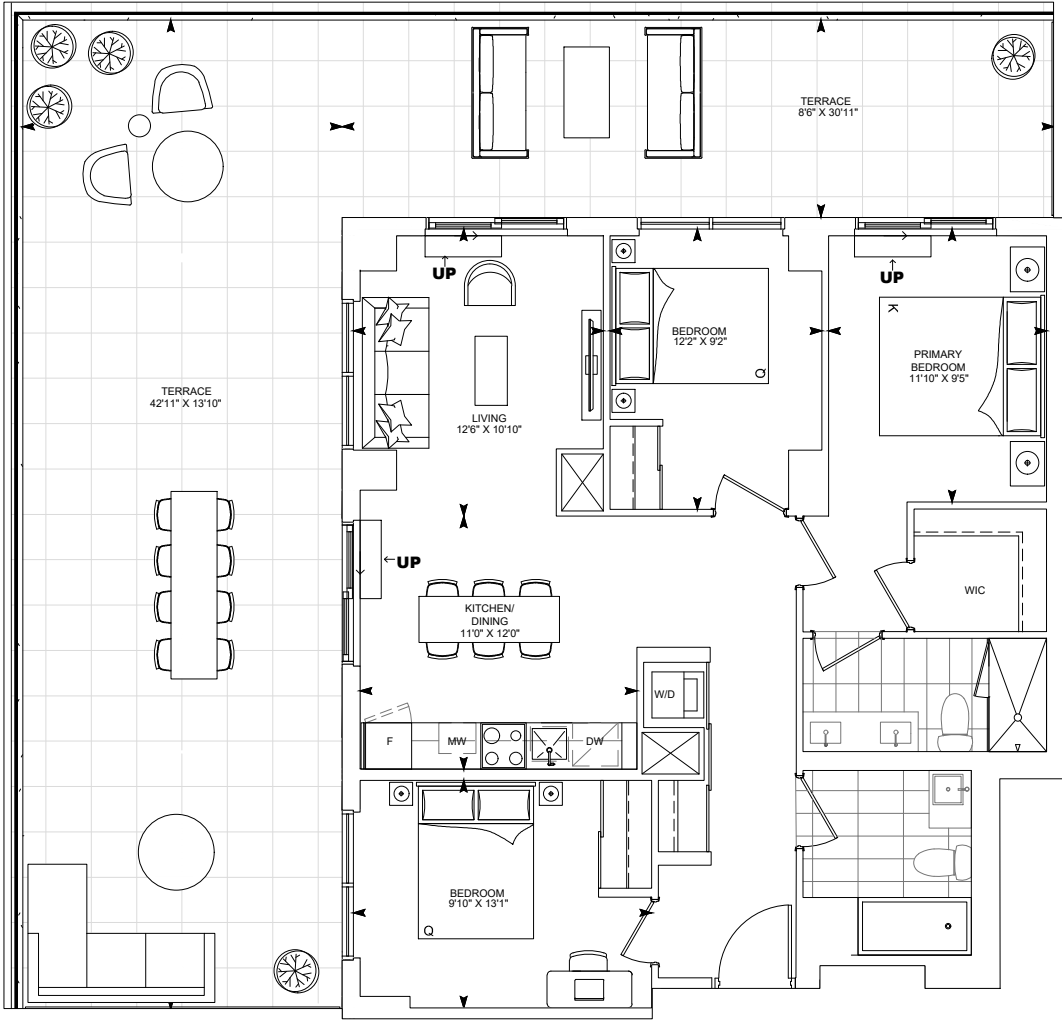 TERRACE
8'6" X 30'11"
UP
UP
BEDROOM
12'2" X 9'2"
Q
K
PRIMARY
BEDROOM
11'10" X 9'5"
TERRACE
42'11" X 13'10"
LIVING
12'6" X 10'10"
UP
WIC
KITCHEN/
DINING
11'0" X 12'0"
W/D
F
MW
DW
BEDROOM
9'10" X 13'1"
Q